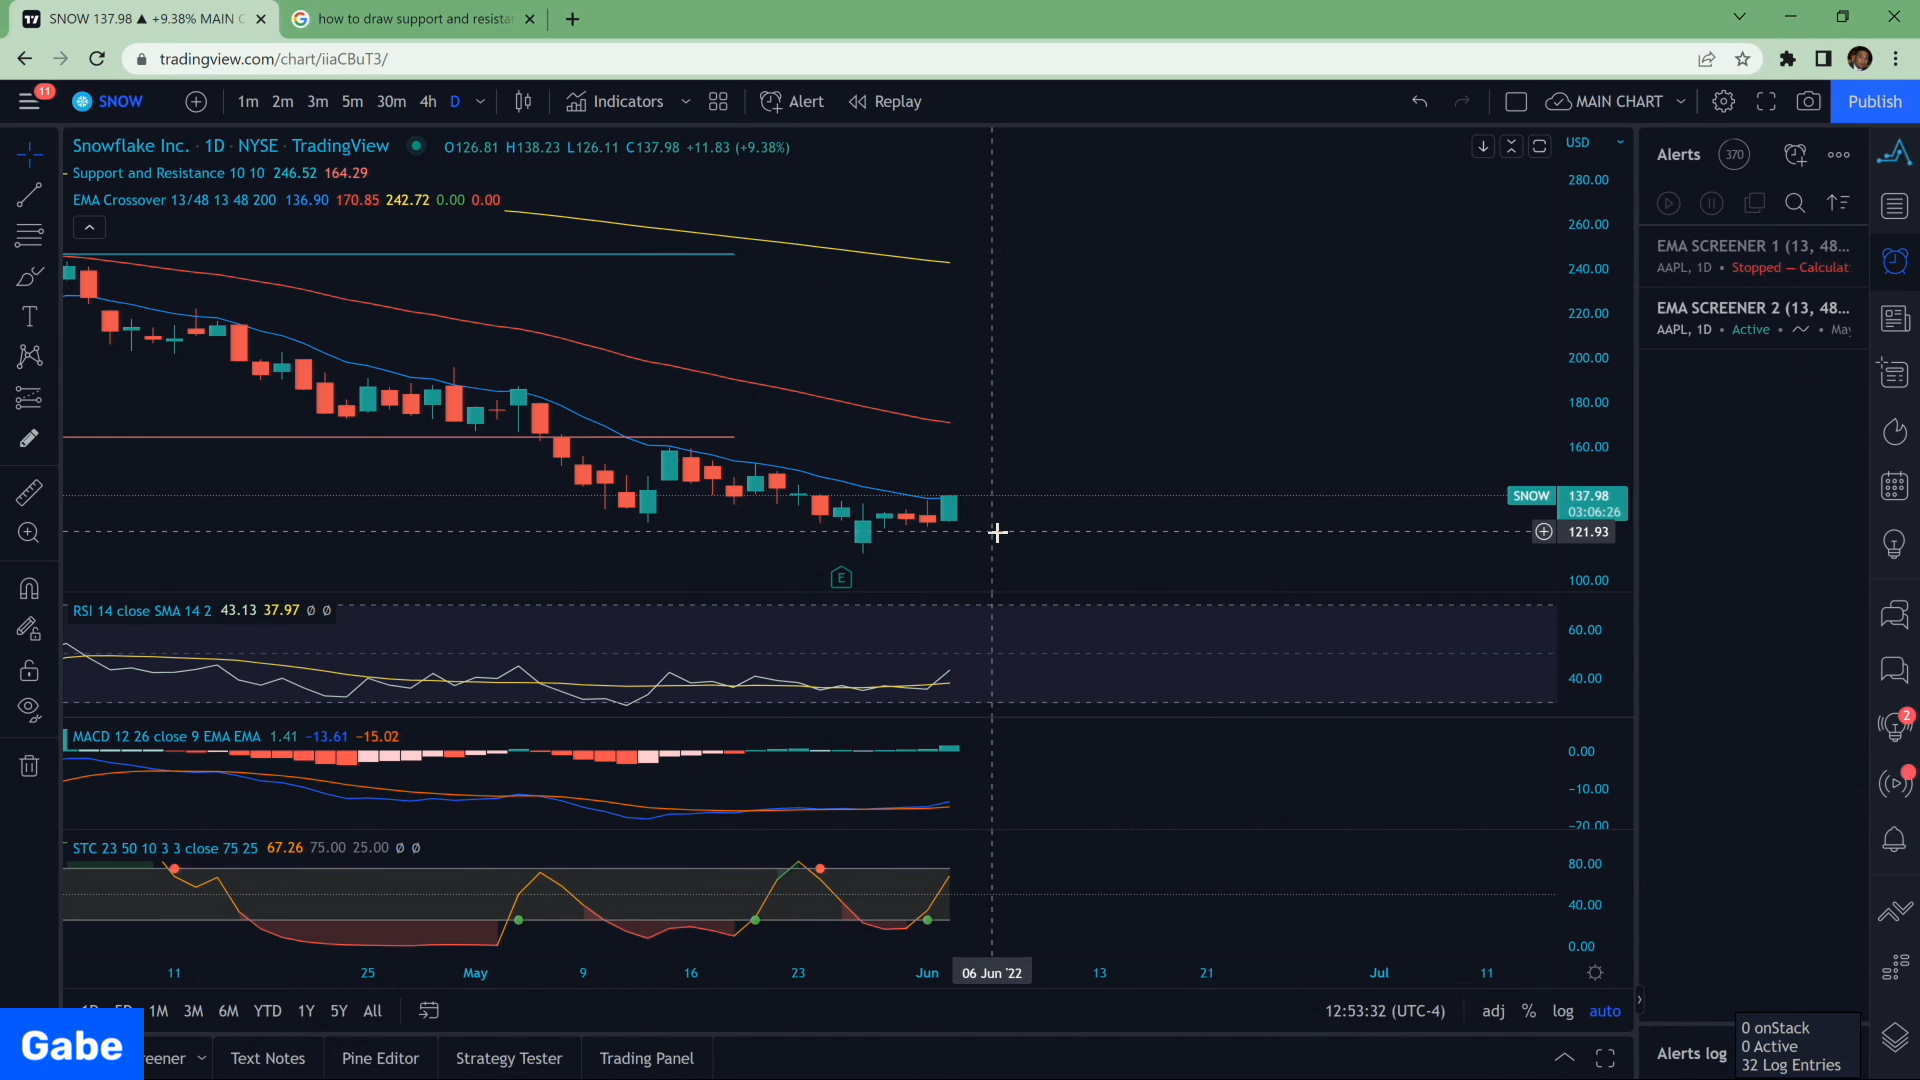 SNOW 137.98 ▲ +9.38% MAIN C
how to draw support and resista
tradingview.com/chart/iiaCBuT3/
11
SNOW
1m 2m 3m 5m 30m 4h D
Indicators
Alert
Replay
MAIN CHART
Publish
Snowflake Inc. · 1D · NYSE · TradingView
O126.81 H138.23 L126.11 C137.98 +11.83 (+9.38%)
USD
Support and Resistance 10 10 246.52 164.29
EMA Crossover 13/48 13 48 200 136.90 170.85 242.72 0.00 0.00
280.00
260.00
240.00
220.00
200.00
180.00
160.00
SNOW 137.98
03:06:26
121.93
100.00
E
RSI 14 close SMA 14 2 43.13 37.97 Ø Ø
60.00
40.00
MACD 12 26 close 9 EMA EMA 1.41 −13.61 −15.02
0.00
−10.00
−20.00
STC 23 50 10 3 3 close 75 25 67.26 75.00 25.00 Ø Ø
80.00
40.00
0.00
11 25 May 9 16 23 Jun 06 Jun '22 13 21 Jul 11
1M 3M 6M YTD 1Y 5Y All
12:53:32 (UTC-4) adj % log auto
Gabe
eener
Text Notes
Pine Editor
Strategy Tester
Trading Panel
Alerts 370
EMA SCREENER 1 (13, 48...
AAPL, 1D • Stopped — Calculat
EMA SCREENER 2 (13, 48...
AAPL, 1D • Active • • May
2
Alerts log
0 onStack
0 Active
32 Log Entries